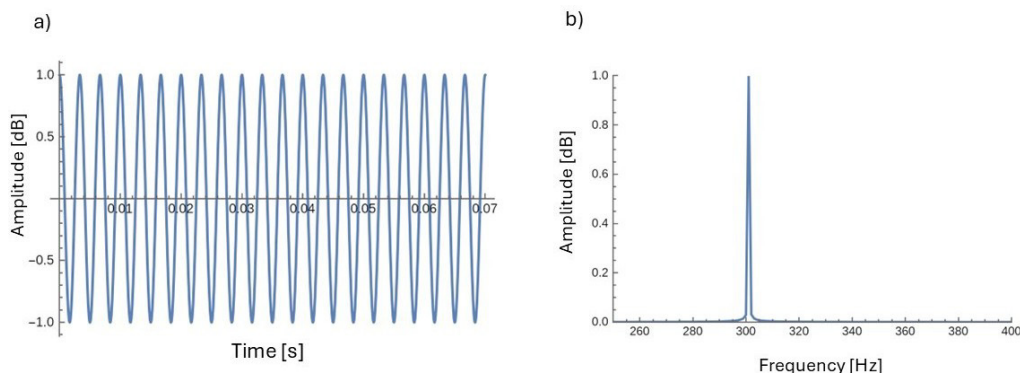 a)
1.0
0.5
-0.5
-1.0
0.01 0.02 0.03 0.04 0.05 0.06 0.07
Amplitude [dB]
Time [s]
b)
1.0
0.8
0.6
0.4
0.2
0.0
260 280 300 320 340 360 380 400
Amplitude [dB]
Frequency [Hz]